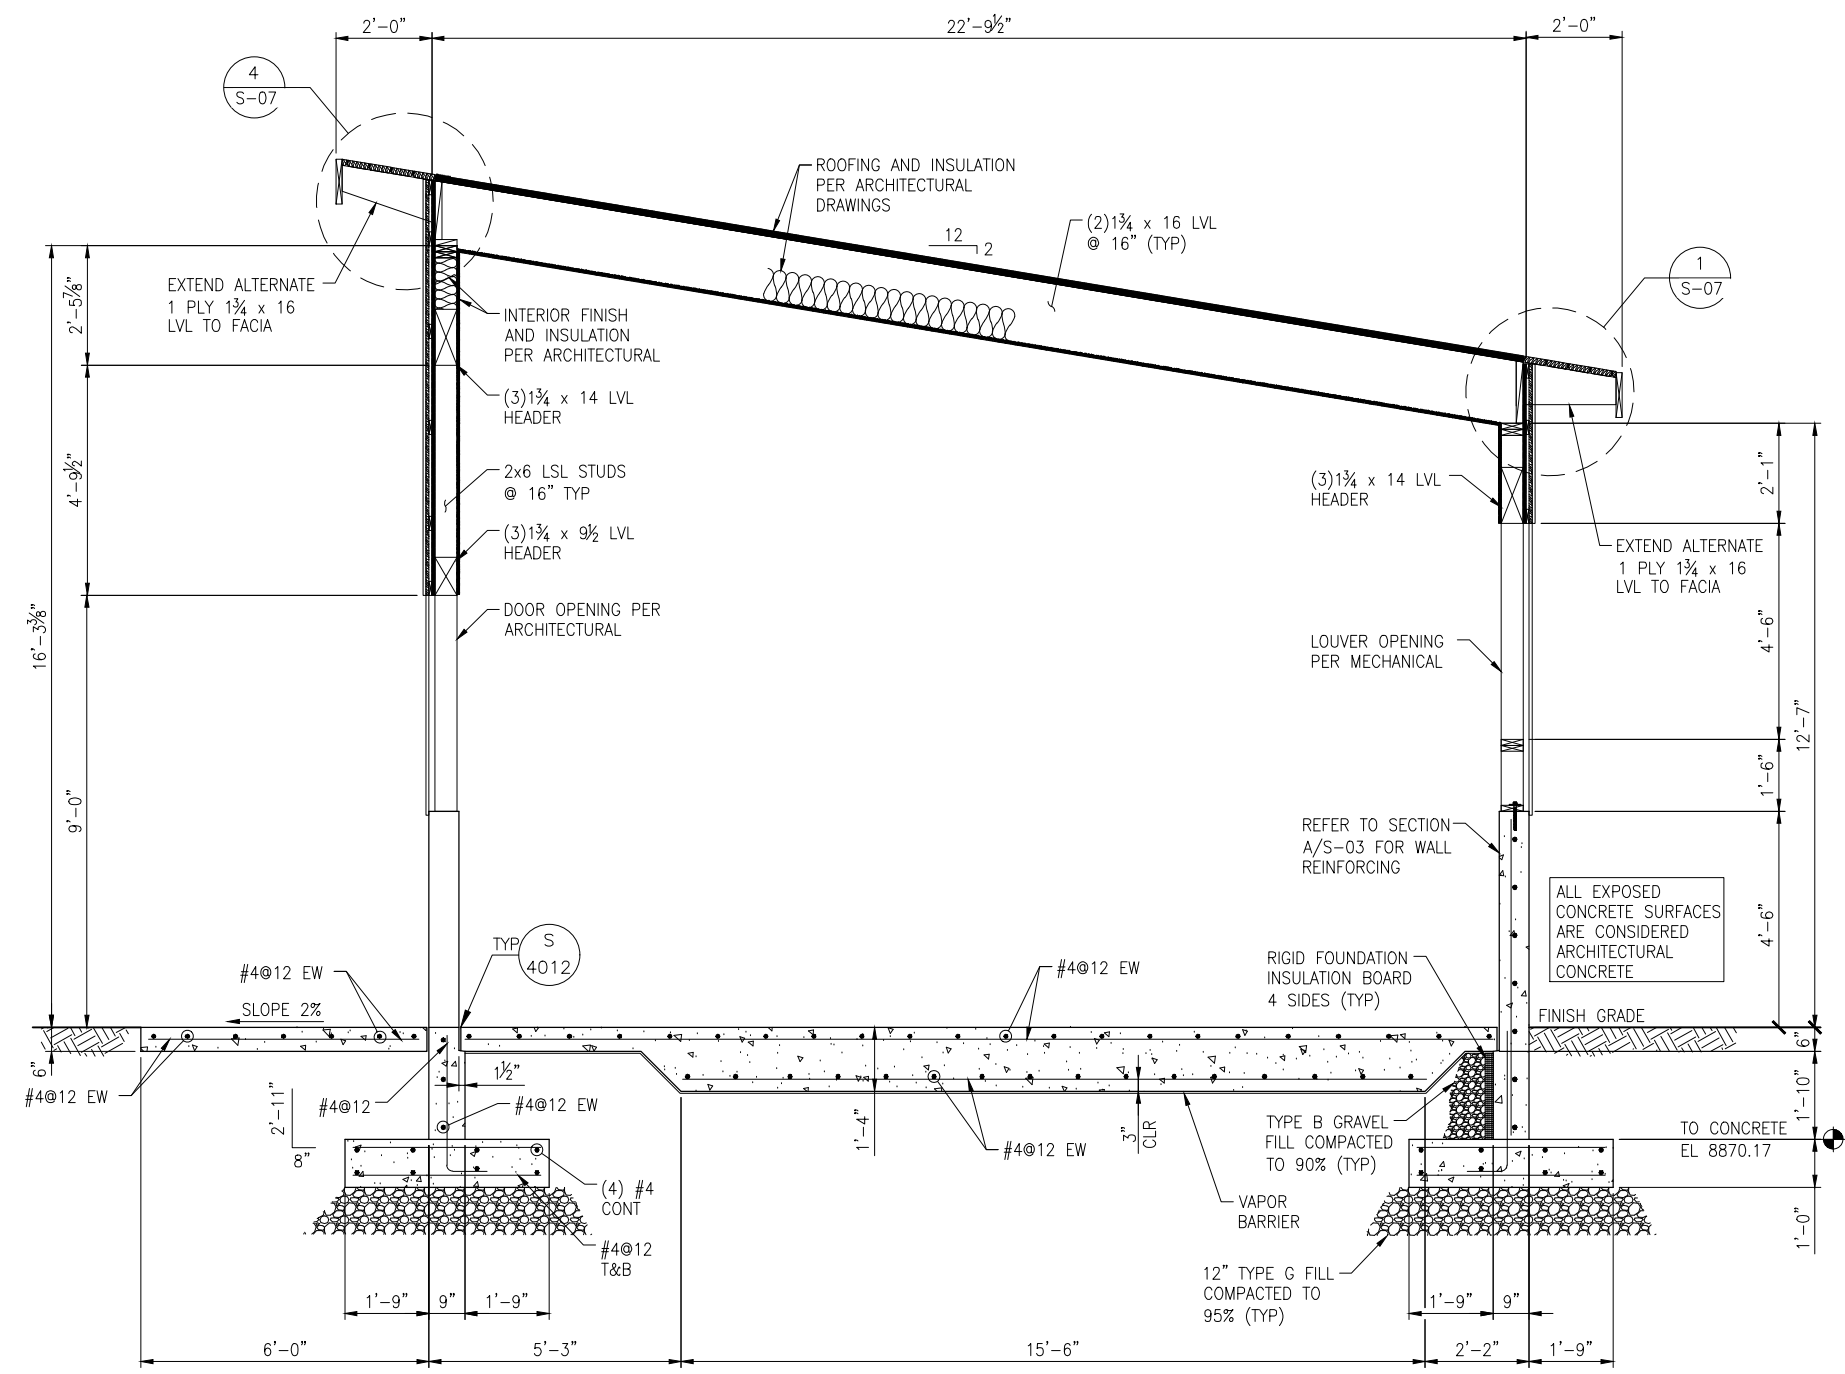 2'-0"
22'-9½"
2'-0"
4
S-07
ROOFING AND INSULATION
PER ARCHITECTURAL
DRAWINGS
12
2
(2)1¾ x 16 LVL
@ 16" (TYP)
1
S-07
EXTEND ALTERNATE
1 PLY 1¾ x 16
LVL TO FACIA
2'-5⅞"
INTERIOR FINISH
AND INSULATION
PER ARCHITECTURAL
(3)1¾ x 14 LVL
HEADER
4'-9½"
2x6 LSL STUDS
@ 16" TYP
(3)1¾ x 14 LVL
HEADER
2'-1"
(3)1¾ x 9½ LVL
HEADER
EXTEND ALTERNATE
1 PLY 1¾ x 16
LVL TO FACIA
16'-3⅜"
DOOR OPENING PER
ARCHITECTURAL
LOUVER OPENING
PER MECHANICAL
4'-6"
12'-7"
9'-0"
1'-6"
REFER TO SECTION
A/S-03 FOR WALL
REINFORCING
ALL EXPOSED
CONCRETE SURFACES
ARE CONSIDERED
ARCHITECTURAL
CONCRETE
4'-6"
TYP
S
4012
#4@12 EW
SLOPE 2%
#4@12 EW
RIGID FOUNDATION
INSULATION BOARD
4 SIDES (TYP)
FINISH GRADE
6"
6"
#4@12 EW
1½"
2'-11"
8"
#4@12
#4@12 EW
1'-4"
#4@12 EW
3"
CLR
TYPE B GRAVEL
FILL COMPACTED
TO 90% (TYP)
1'-10"
TO CONCRETE
EL 8870.17
(4) #4
CONT
VAPOR
BARRIER
1'-0"
#4@12
T&B
12" TYPE G FILL
COMPACTED TO
95% (TYP)
1'-9"
9"
1'-9"
1'-9"
9"
6'-0"
5'-3"
15'-6"
2'-2"
1'-9"